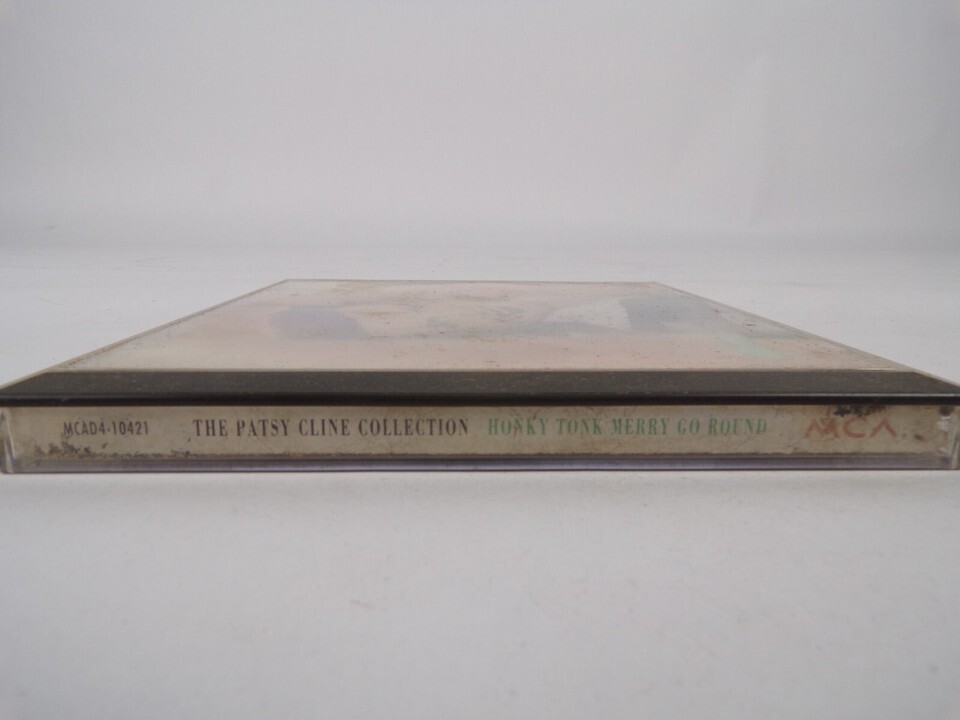 MCAD4-10421 THE PATSY CLINE COLLECTION HONKY TONK MERRY GO ROUND MCA